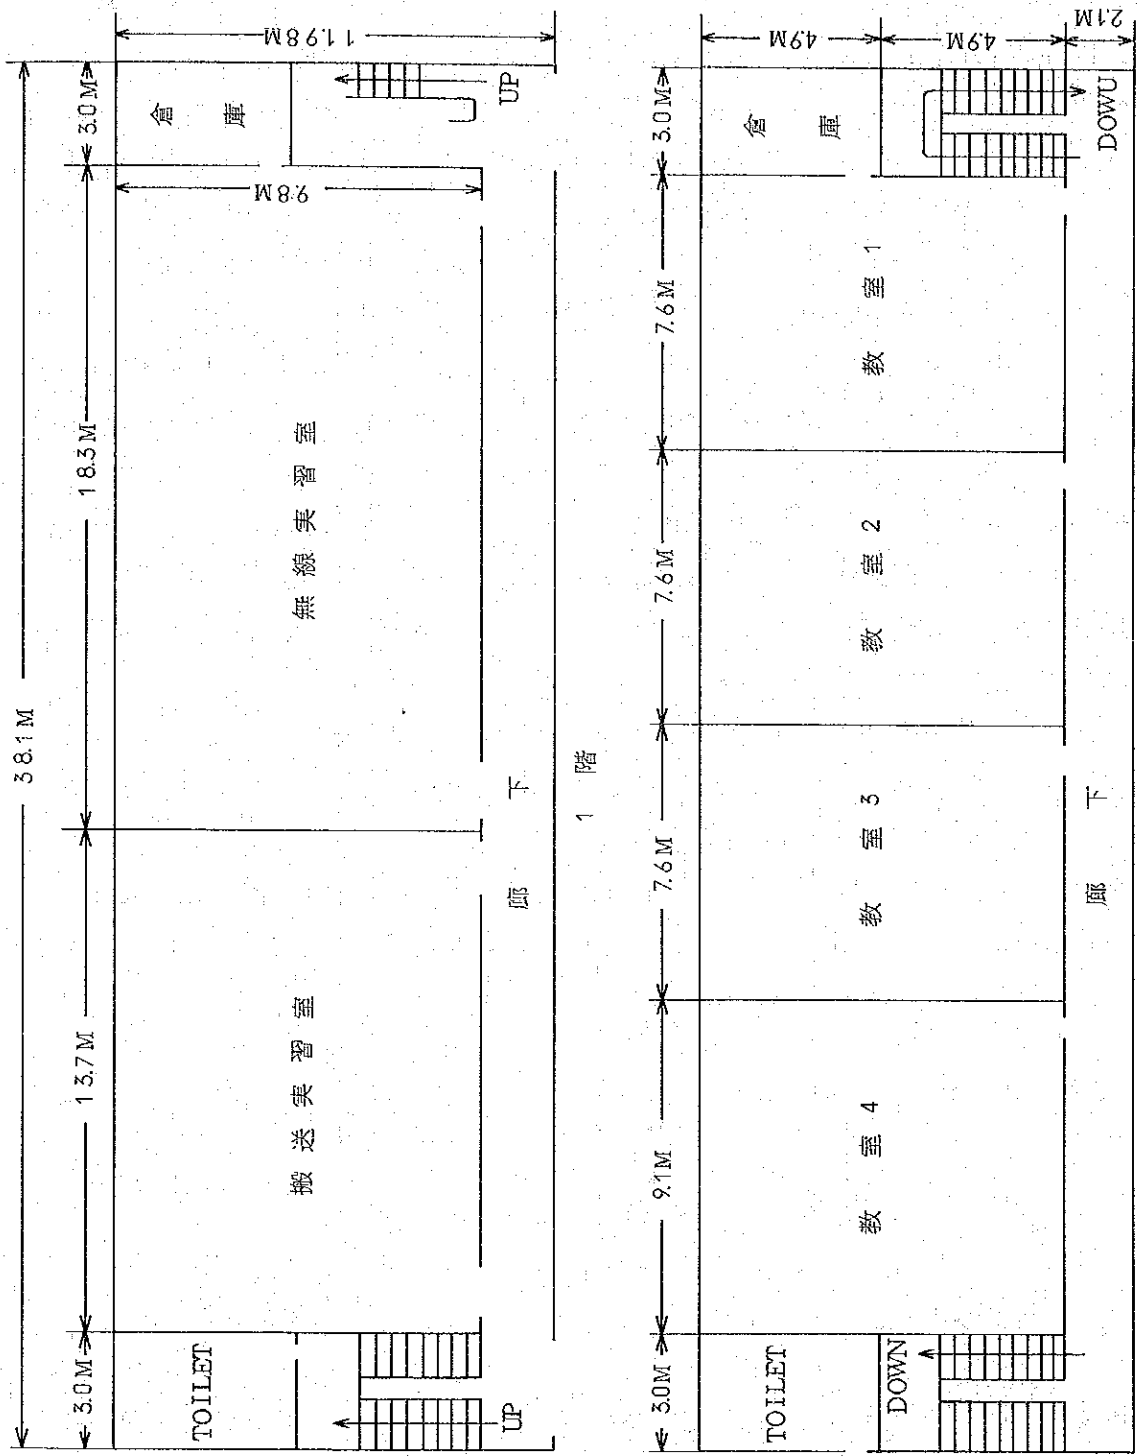 38.1M
3.0M
13.7M
18.3M
3.0M
11.98M
9.8M
TOILET
搬送実習室
無線実習室
倉庫
UP
廊下
UP
1階
3.0M
9.1M
7.6M
7.6M
7.6M
3.0M
4.9M
4.9M
2.1M
TOILET
DOWN
教室4
教室3
教室2
教室1
倉庫
廊下
DOWU